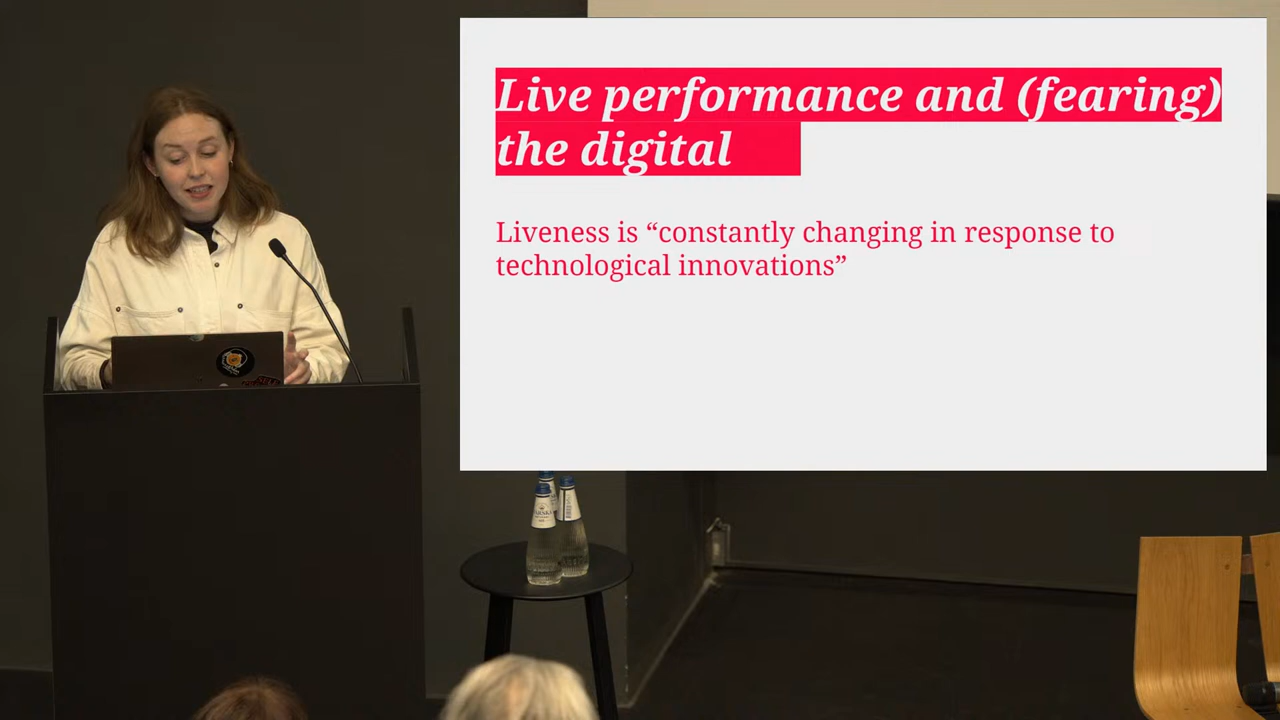 Live performance and (fearing)
the digital
Liveness is “constantly changing in response to
technological innovations”